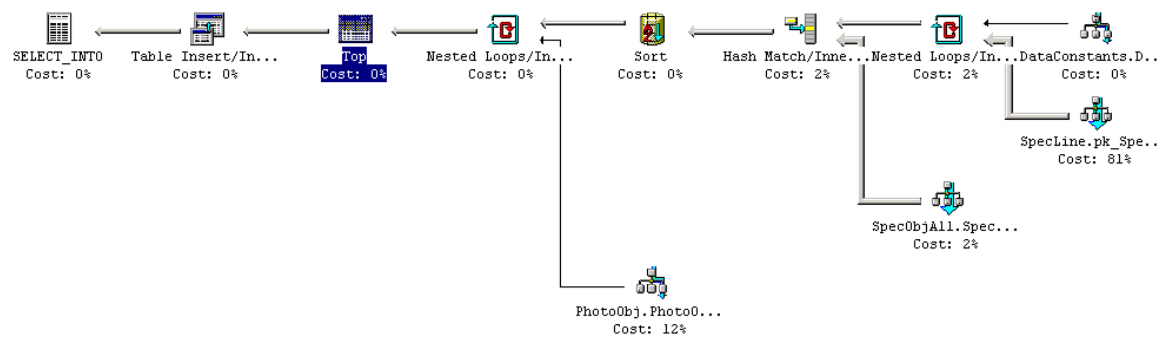 SELECT_INTO
Cost: 0%
Table Insert/In...
Cost: 0%
Top
Cost: 0%
Nested Loops/In...
Cost: 0%
Sort
Cost: 0%
Hash Match/Inne...
Cost: 2%
Nested Loops/In...
Cost: 2%
DataConstants.D...
Cost: 0%
SpecLine.pk_Spe...
Cost: 81%
SpecObjAll.Spec...
Cost: 2%
PhotoObj.PhotoO...
Cost: 12%